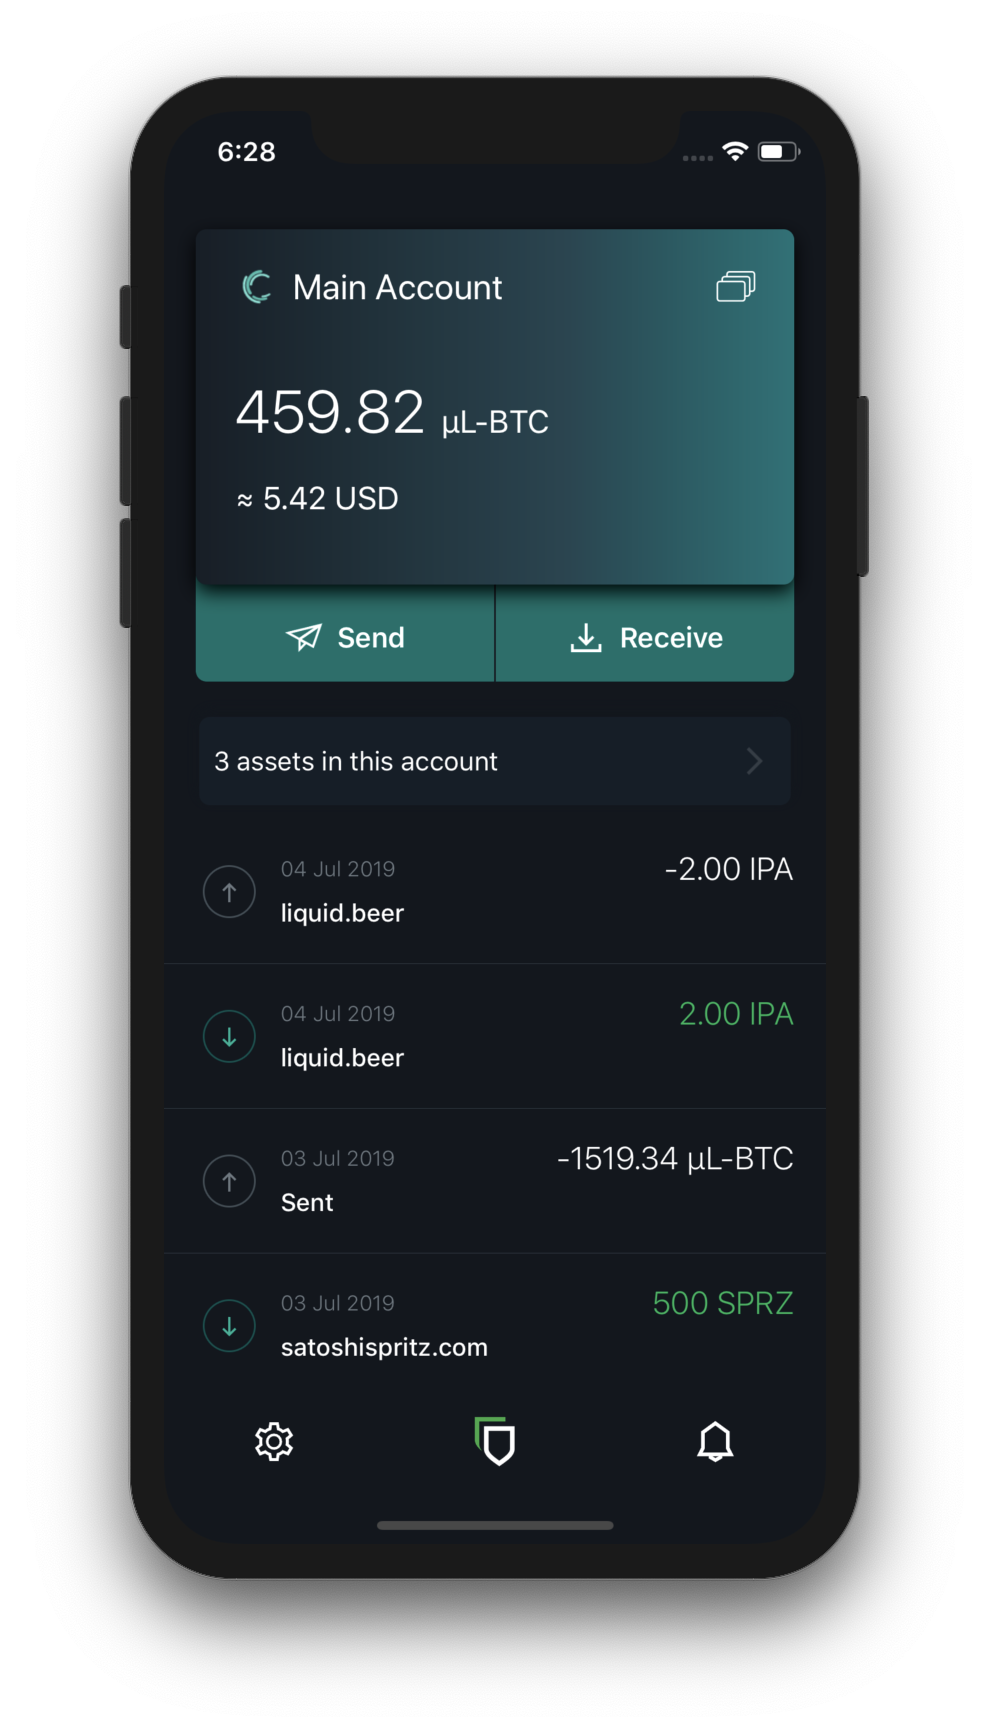 6:28
Main Account
459.82 µL-BTC
≈ 5.42 USD
Send
Receive
3 assets in this account
04 Jul 2019
-2.00 IPA
liquid.beer
04 Jul 2019
2.00 IPA
liquid.beer
03 Jul 2019
-1519.34 µL-BTC
Sent
03 Jul 2019
500 SPRZ
satoshispritz.com